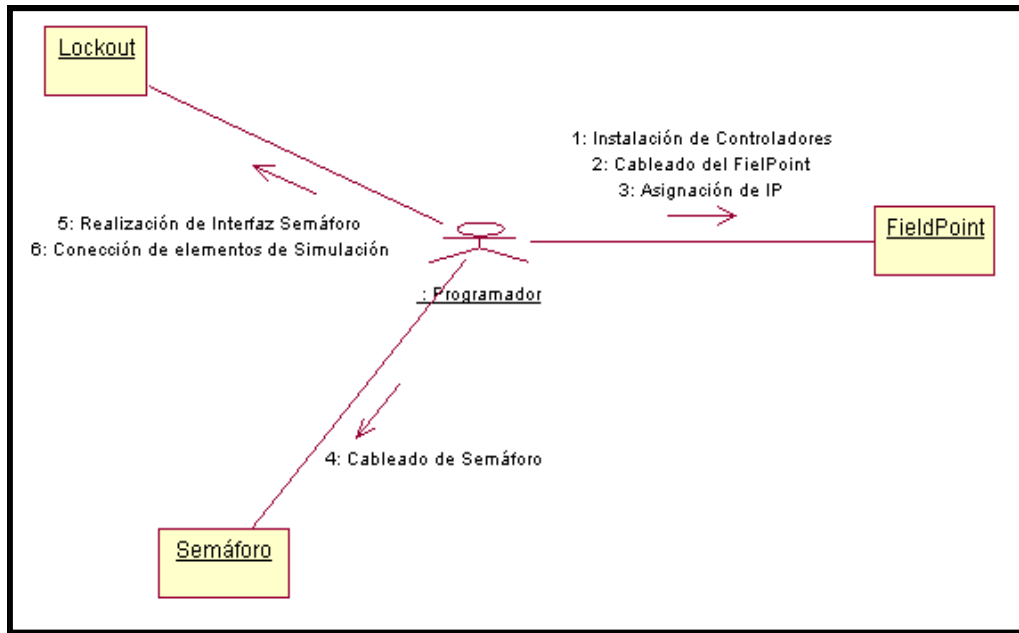 Lockout
1: Instalación de Controladores
2: Cableado del FielPoint
3: Asignación de IP
5: Realización de Interfaz Semáforo
6: Conección de elementos de Simulación
FieldPoint
: Programador
4: Cableado de Semáforo
Semáforo